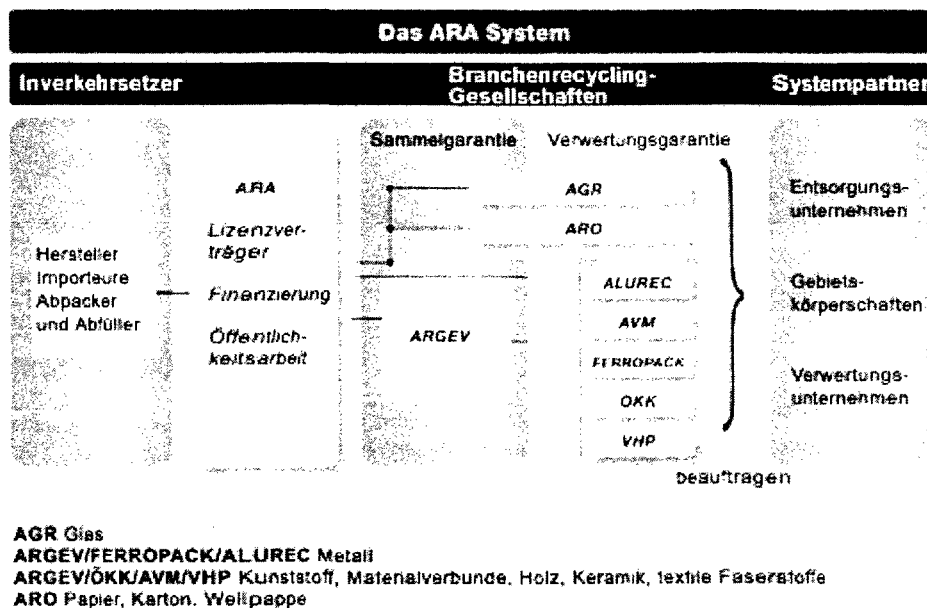 Das ARA System
Inverkehrsetzer
Branchenrecycling-
Gesellschaften
Systempartner
Hersteller
Importeure
Abpacker
und Abfüller
ARA
Lizenzver-
träger
Finanzierung
Öffentlich-
keitsarbeit
Sammelgarantie
ARGEV
Verwertungsgarantie
AGR
ARO
ALUREC
AVM
FERROPACK
ÖKK
VHP
beauftragen
Entsorgungs-
unternehmen
Gebiets-
körperschaften
Verwertungs-
unternehmen
AGR Glas
ARGEV/FERROPACK/ALUREC Metall
ARGEV/ÖKK/AVM/VHP Kunststoff, Materialverbunde, Holz, Keramik, textile Faserstoffe
ARO Papier, Karton, Wellpappe